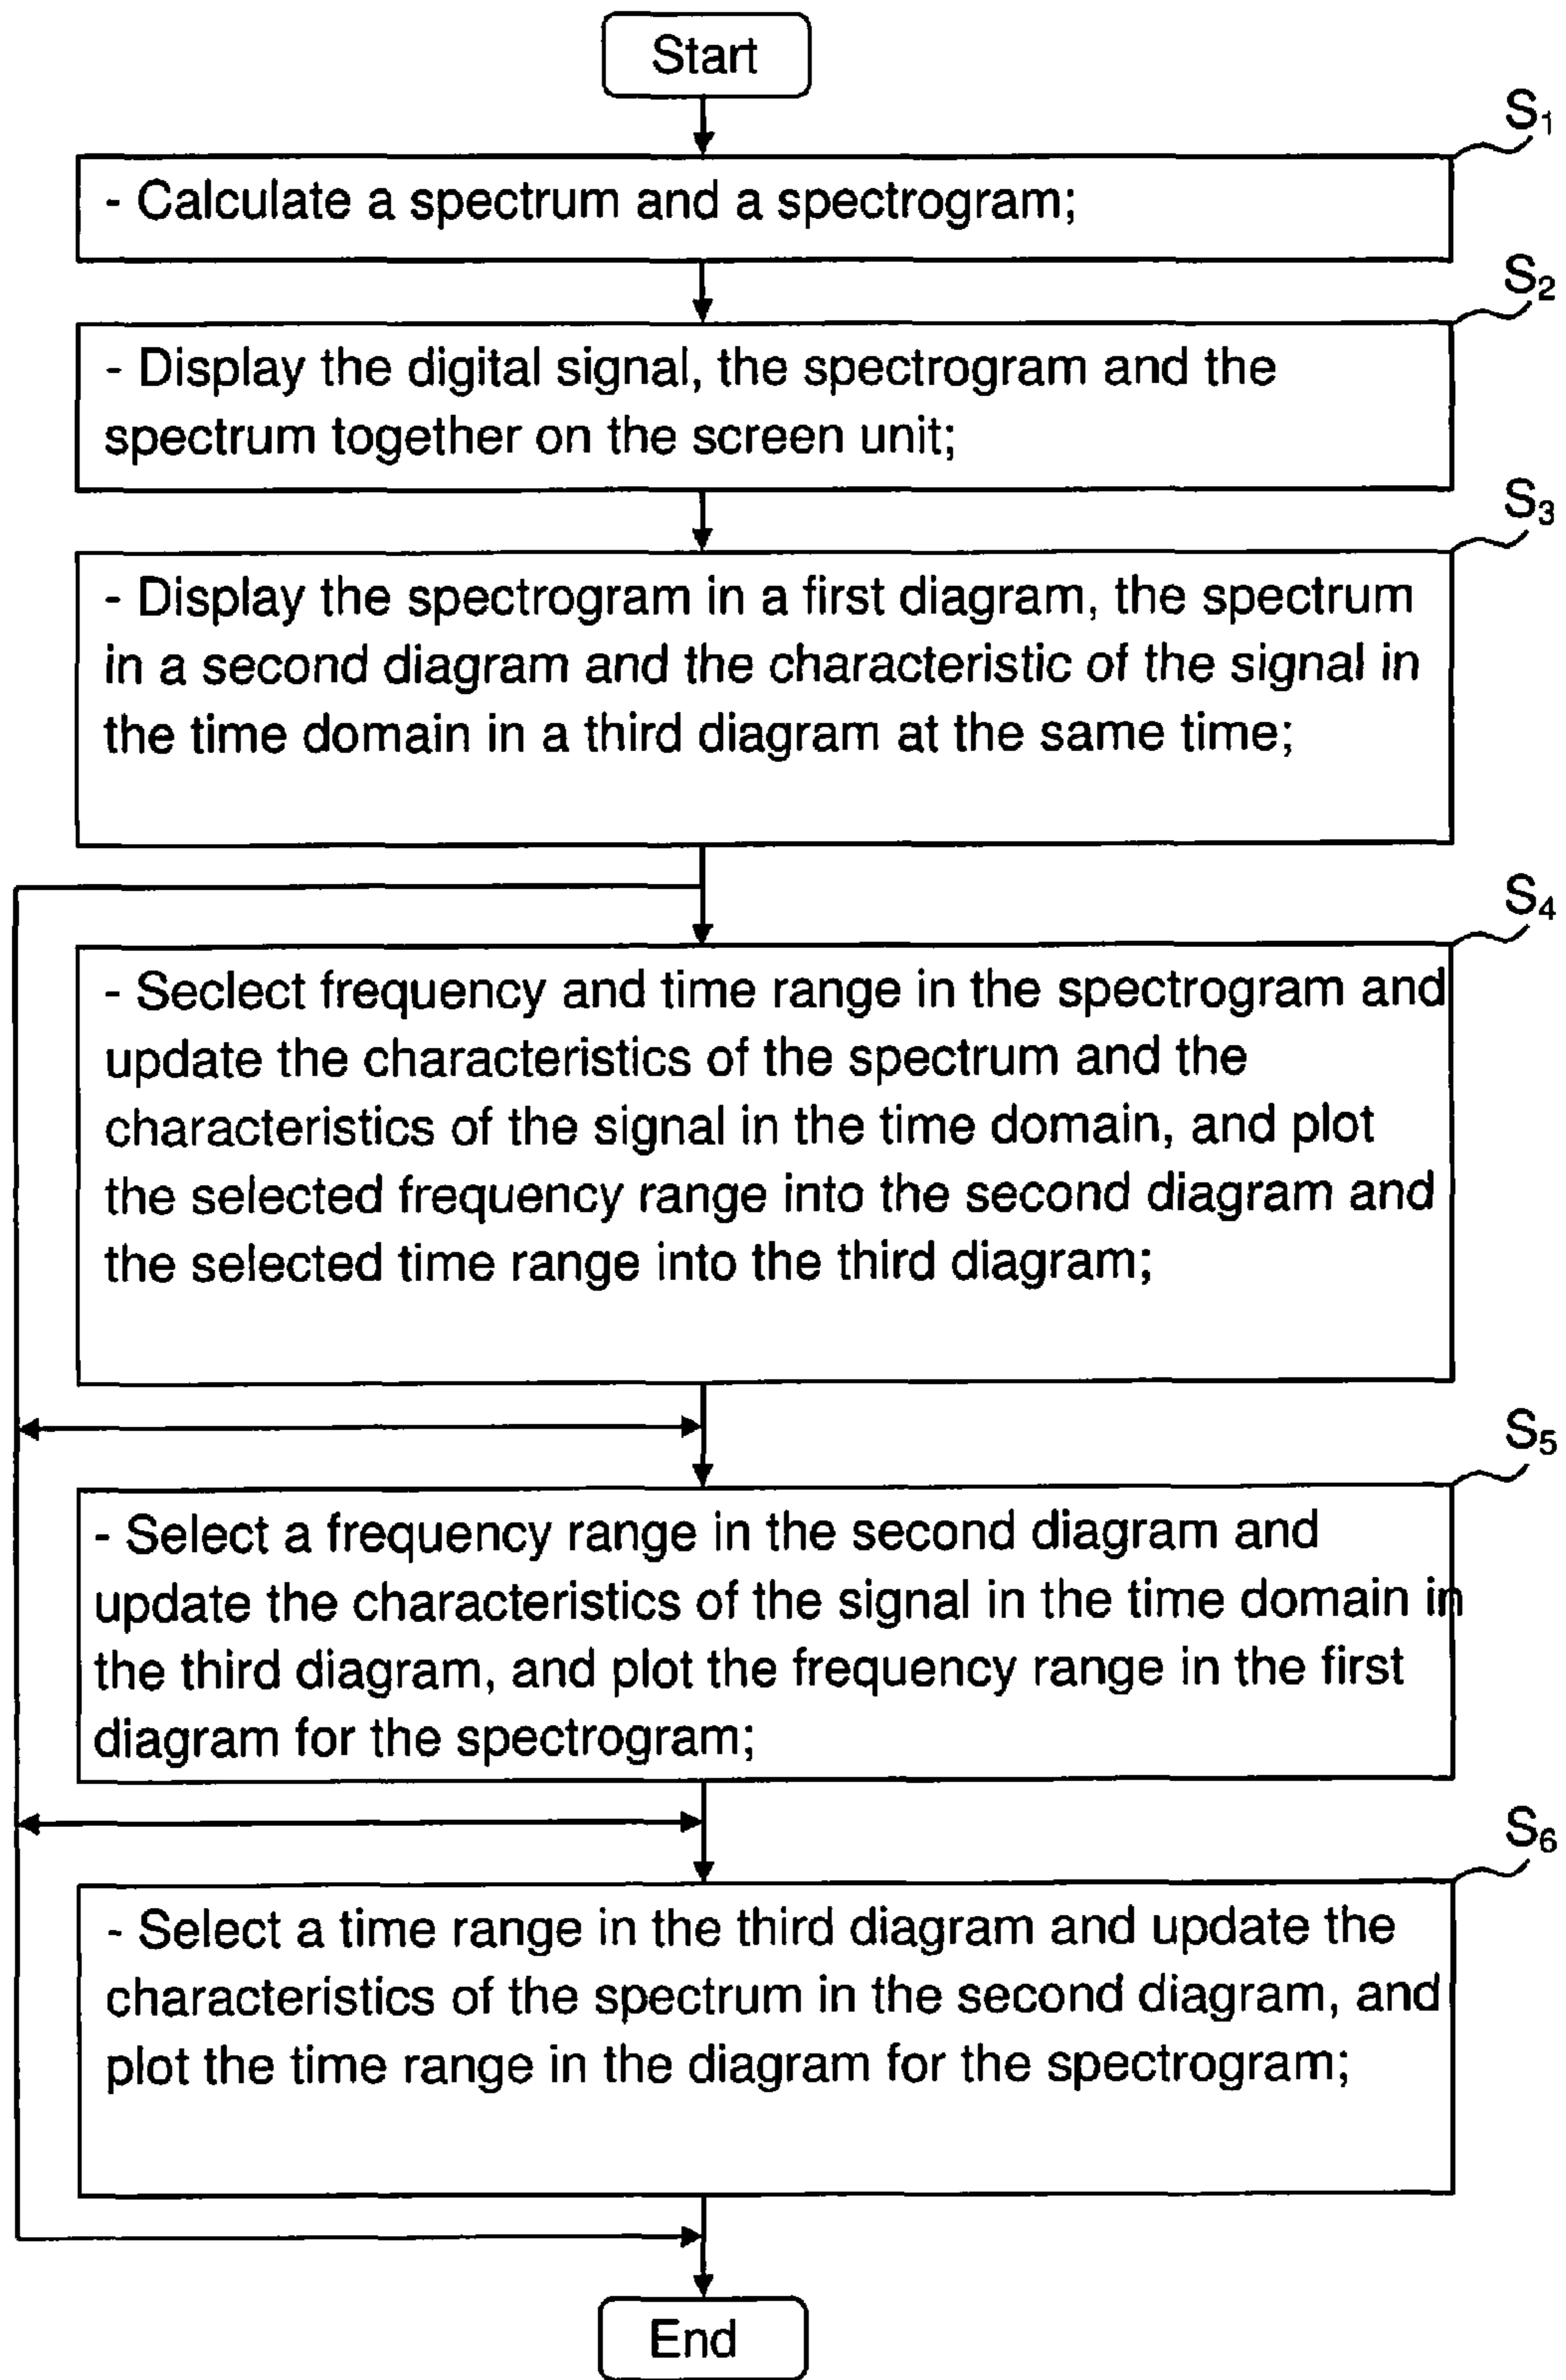 Start
S₁
- Calculate a spectrum and a spectrogram;
S₂
- Display the digital signal, the spectrogram and the
spectrum together on the screen unit;
S₃
- Display the spectrogram in a first diagram, the spectrum
in a second diagram and the characteristic of the signal in
the time domain in a third diagram at the same time;
S₄
- Seclect frequency and time range in the spectrogram and
update the characteristics of the spectrum and the
characteristics of the signal in the time domain, and plot
the selected frequency range into the second diagram and
the selected time range into the third diagram;
S₅
- Select a frequency range in the second diagram and
update the characteristics of the signal in the time domain in
the third diagram, and plot the frequency range in the first
diagram for the spectrogram;
S₆
- Select a time range in the third diagram and update the
characteristics of the spectrum in the second diagram, and
plot the time range in the diagram for the spectrogram;
End